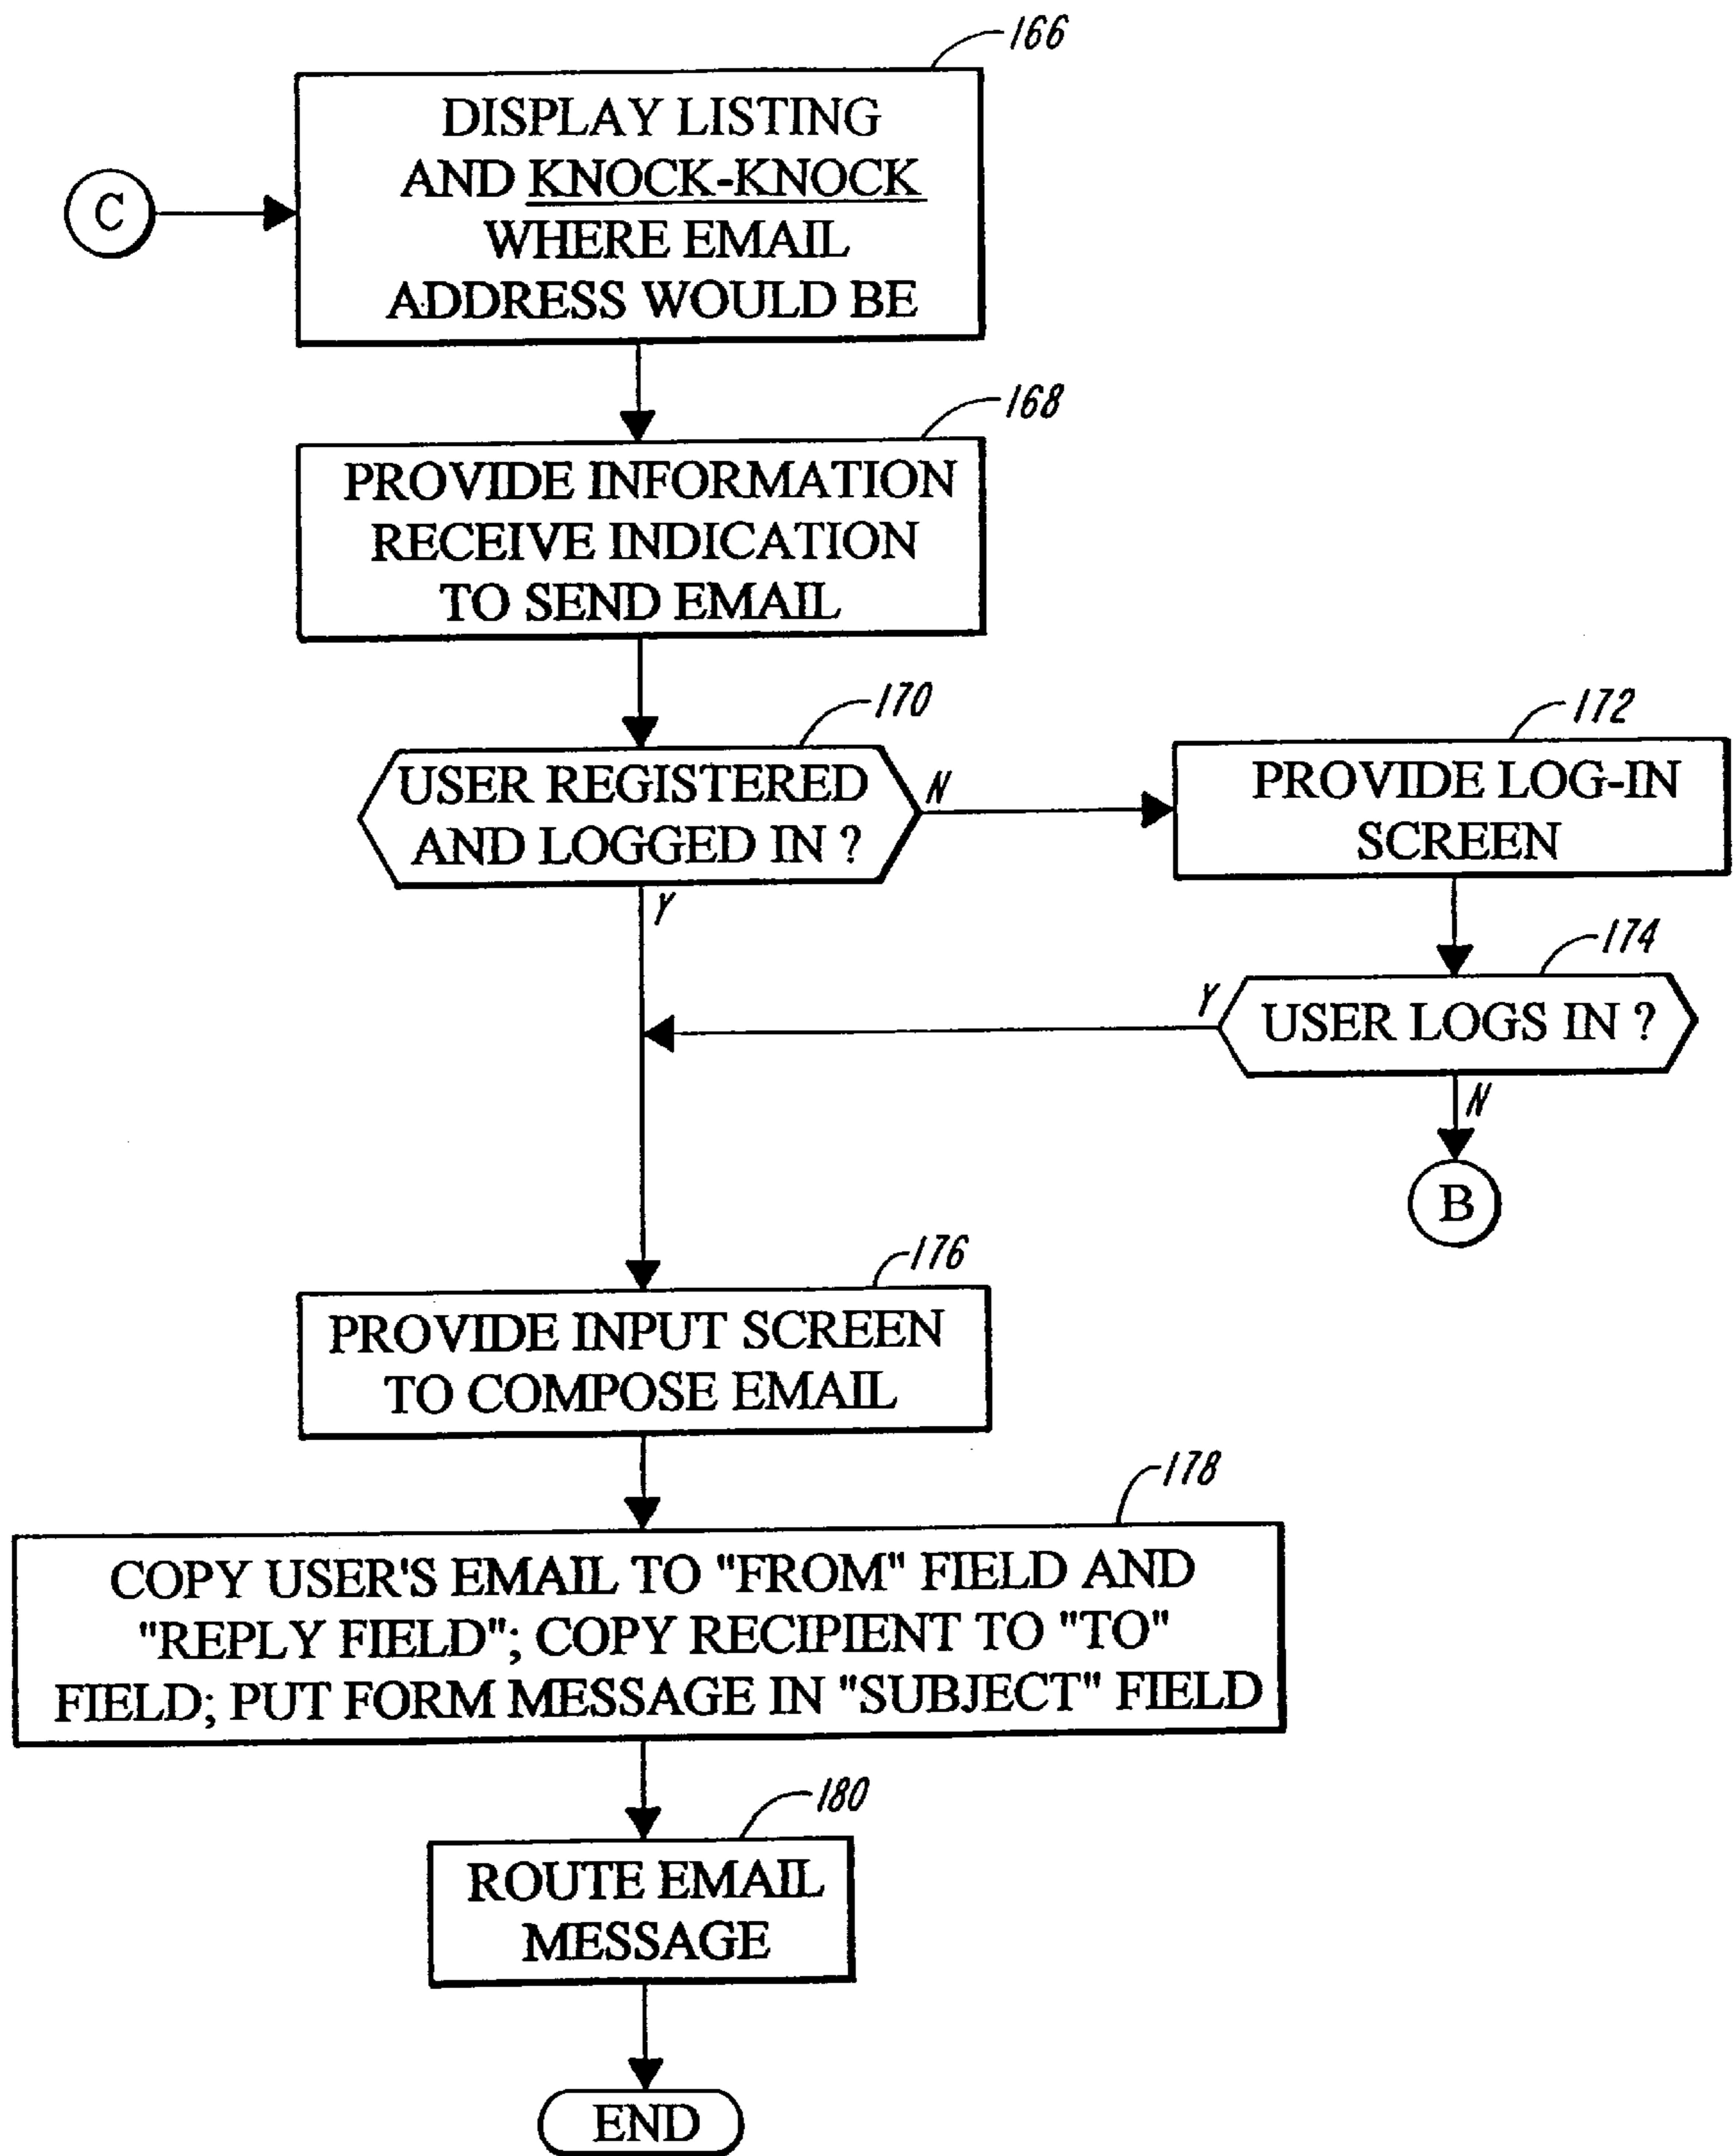 166
DISPLAY LISTING
AND KNOCK-KNOCK
WHERE EMAIL
ADDRESS WOULD BE
C
168
PROVIDE INFORMATION
RECEIVE INDICATION
TO SEND EMAIL
170
USER REGISTERED
AND LOGGED IN ?
N
Y
172
PROVIDE LOG-IN
SCREEN
174
USER LOGS IN ?
Y
N
B
176
PROVIDE INPUT SCREEN
TO COMPOSE EMAIL
178
COPY USER'S EMAIL TO "FROM" FIELD AND
"REPLY FIELD"; COPY RECIPIENT TO "TO"
FIELD; PUT FORM MESSAGE IN "SUBJECT" FIELD
180
ROUTE EMAIL
MESSAGE
END